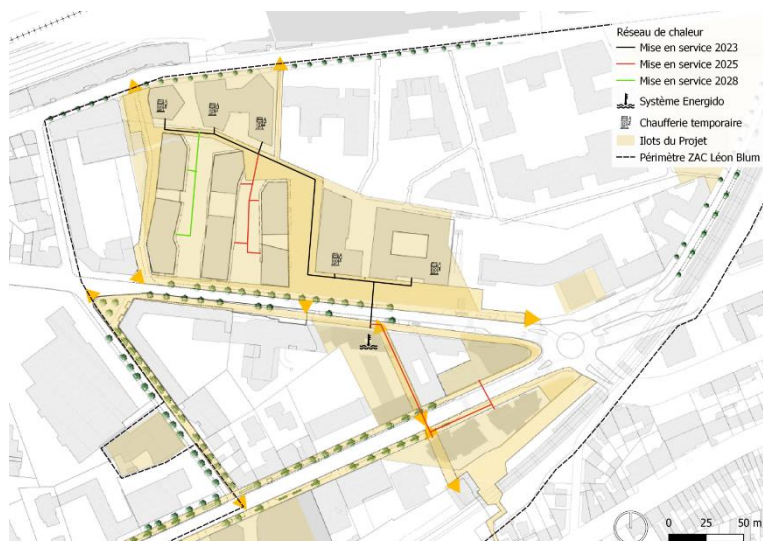 Réseau de chaleur
Mise en service 2023
Mise en service 2025
Mise en service 2028
Système Energido
Chaufferie temporaire
Ilots du Projet
Périmètre ZAC Léon Blum
0 25 50 m